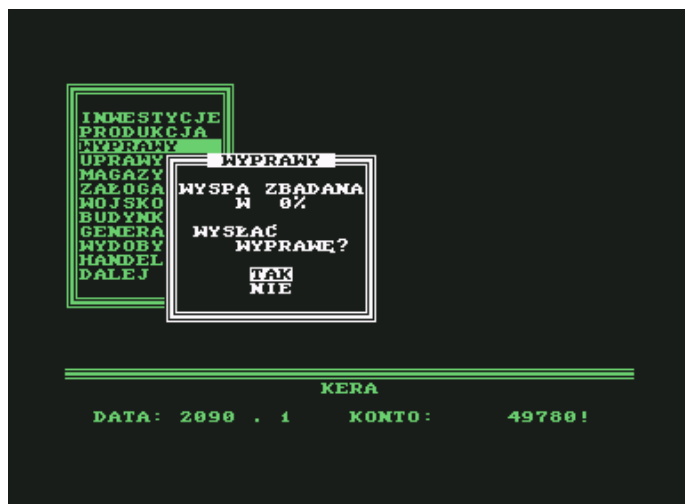 INWESTYCJE
PRODUKCJA
WYPRAWY
UPRAWY
MAGAZY
ZAŁOGA
WOJSKO
BUDYNK
GENERA
WYDOBY
HANDEL
DALEJ
WYPRAWY
WYSPA ZBADANA
W 0%
WYSŁAĆ
WYPRAWĘ?
TAK
NIE
KERA
DATA: 2090 . 1 KONTO: 49780!